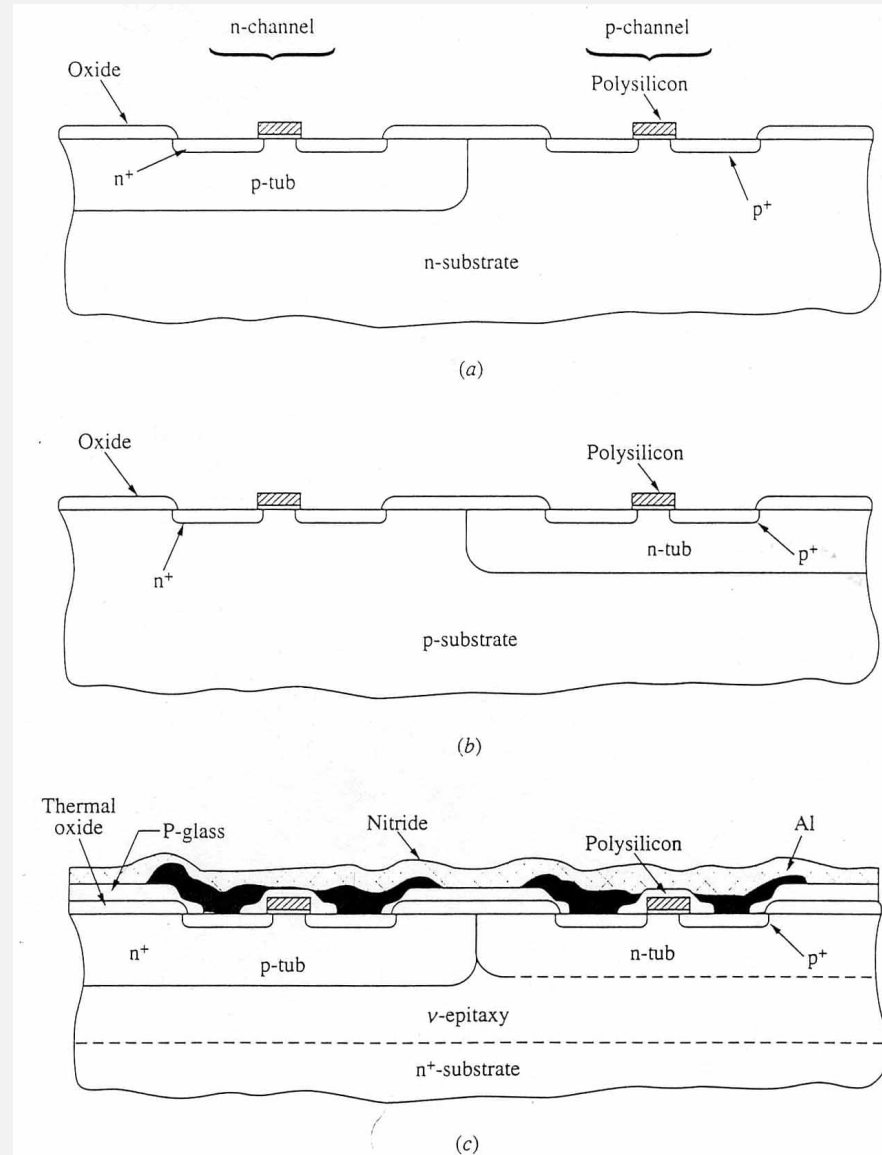 n-channel
p-channel
Oxide
Polysilicon
n+
p-tub
p+
n-substrate
(a)
Oxide
Polysilicon
n+
n-tub
p+
p-substrate
(b)
Thermal
oxide
P-glass
Nitride
Polysilicon
Al
n+
p-tub
n-tub
p+
ν-epitaxy
n+-substrate
(c)